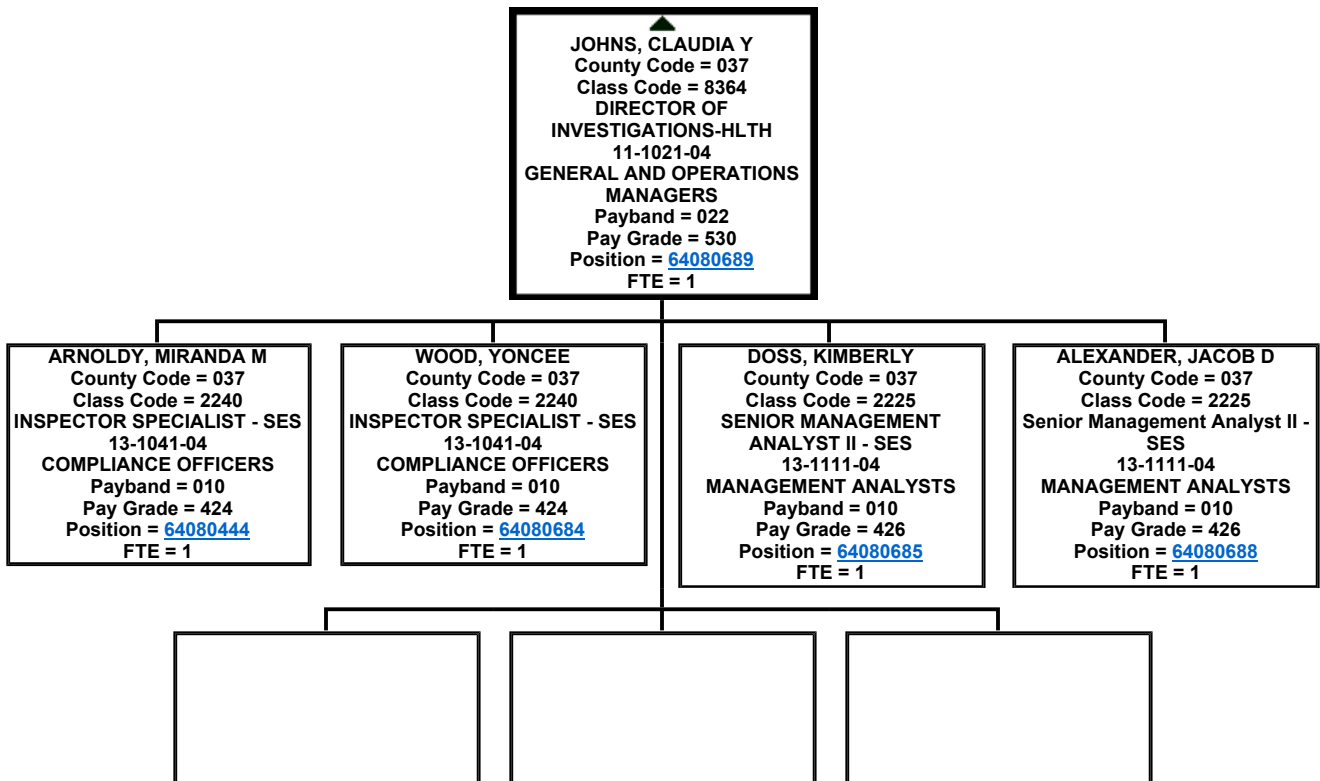 JOHNS, CLAUDIA Y
County Code = 037
Class Code = 8364
DIRECTOR OF
INVESTIGATIONS-HLTH
11-1021-04
GENERAL AND OPERATIONS
MANAGERS
Payband = 022
Pay Grade = 530
Position = 64080689
FTE = 1
ARNOLDY, MIRANDA M
County Code = 037
Class Code = 2240
INSPECTOR SPECIALIST - SES
13-1041-04
COMPLIANCE OFFICERS
Payband = 010
Pay Grade = 424
Position = 64080444
FTE = 1
WOOD, YONCEE
County Code = 037
Class Code = 2240
INSPECTOR SPECIALIST - SES
13-1041-04
COMPLIANCE OFFICERS
Payband = 010
Pay Grade = 424
Position = 64080684
FTE = 1
DOSS, KIMBERLY
County Code = 037
Class Code = 2225
SENIOR MANAGEMENT
ANALYST II - SES
13-1111-04
MANAGEMENT ANALYSTS
Payband = 010
Pay Grade = 426
Position = 64080685
FTE = 1
ALEXANDER, JACOB D
County Code = 037
Class Code = 2225
Senior Management Analyst II -
SES
13-1111-04
MANAGEMENT ANALYSTS
Payband = 010
Pay Grade = 426
Position = 64080688
FTE = 1